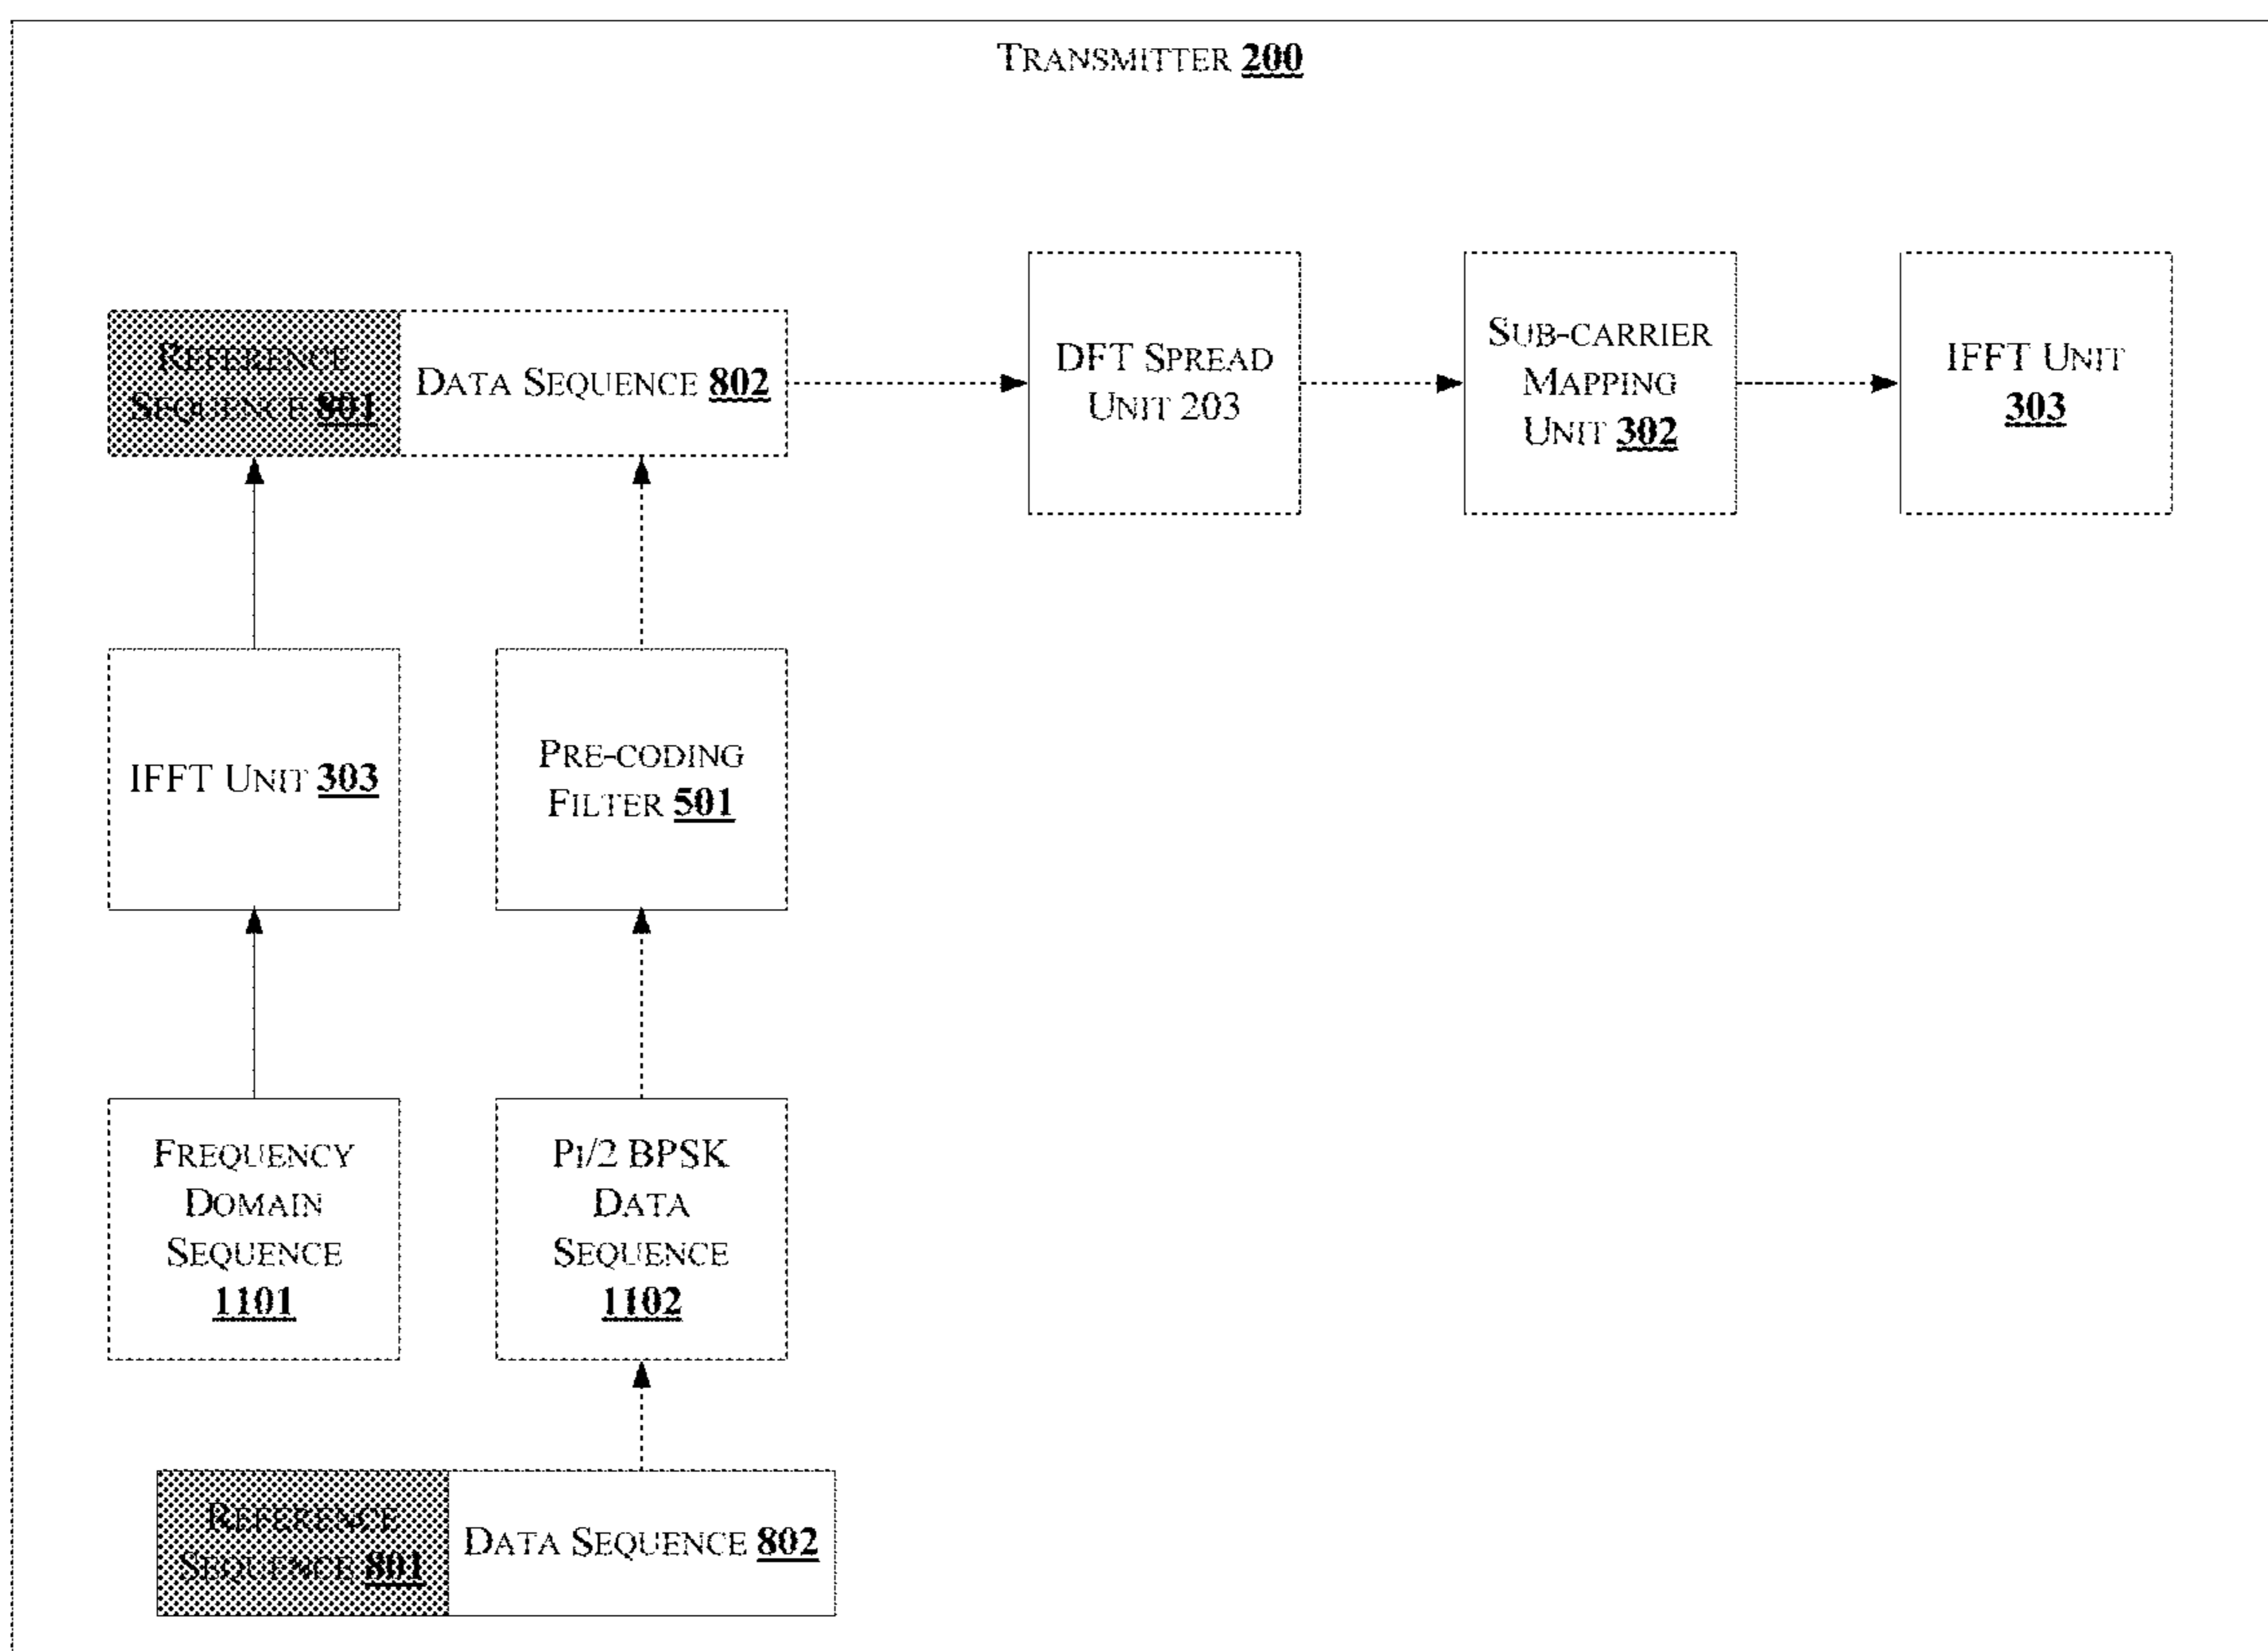 TRANSMITTER 200
REFERENCE
SEQUENCE 801
DATA SEQUENCE 802
DFT SPREAD
UNIT 203
SUB-CARRIER
MAPPING
UNIT 302
IFFT UNIT
303
IFFT UNIT 303
PRE-CODING
FILTER 501
FREQUENCY
DOMAIN
SEQUENCE
1101
PI/2 BPSK
DATA
SEQUENCE
1102
REFERENCE
SEQUENCE 801
DATA SEQUENCE 802